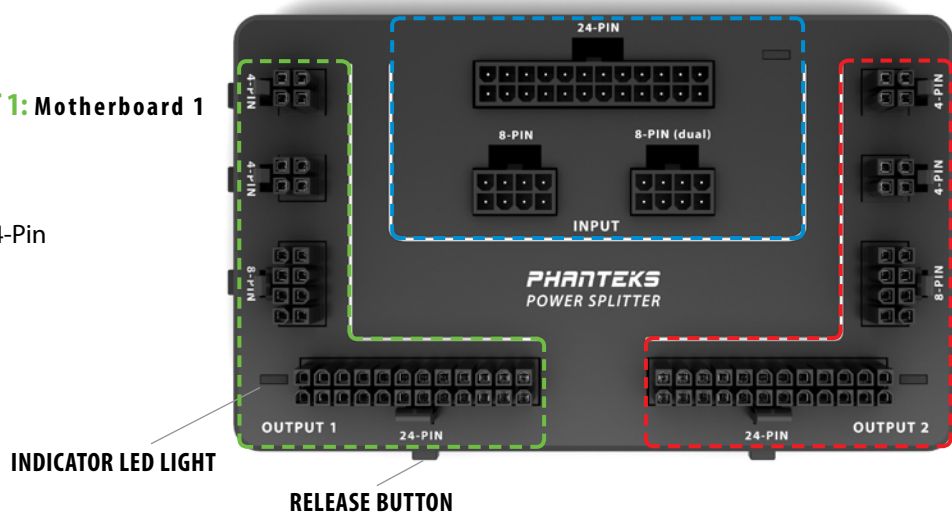 24-PIN
4-PIN
4-PIN
1: Motherboard 1
8-PIN
8-PIN (dual)
4-PIN
4-PIN
INPUT
4-Pin
8-PIN
8-PIN
PHANTEKS
POWER SPLITTER
OUTPUT 1
24-PIN
24-PIN
OUTPUT 2
INDICATOR LED LIGHT
RELEASE BUTTON